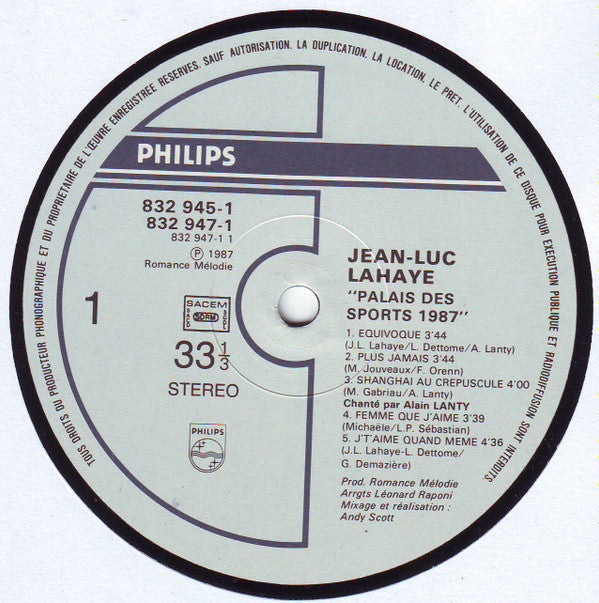 TOUS DROITS DU PRODUCTEUR PHONOGRAPHIQUE ET DU PROPRIETAIRE DE L'ŒUVRE ENREGISTREE RESERVES. SAUF AUTORISATION, LA DUPLICATION, LA LOCATION, LE PRET, L'UTILISATION DE CE DISQUE POUR EXECUTION PUBLIQUE ET RADIODIFFUSION SONT INTERDITS
PHILIPS
832 945-1
832 947-1
832 947-1 1
Ⓟ 1987
Romance Mélodie
1
SACEM
33 1/3
STEREO
PHILIPS
JEAN-LUC
LAHAYE
"PALAIS DES
SPORTS 1987"
1. EQUIVOQUE 3'44
(J.L. Lahaye/L. Dettome/A. Lanty)
2. PLUS JAMAIS 3'44
(M. Jouveaux/F. Orenn)
3. SHANGHAI AU CREPUSCULE 4'00
(M. Gabriau/A. Lanty)
Chanté par Alain LANTY
4. FEMME QUE J'AIME 3'39
(Michaële/L.P. Sébastian)
5. J'T'AIME QUAND MEME 4'36
(J.L. Lahaye-L. Dettome/
G. Demazière)
Prod. Romance Mélodie
Arrgts Léonard Raponi
Mixage et réalisation :
Andy Scott